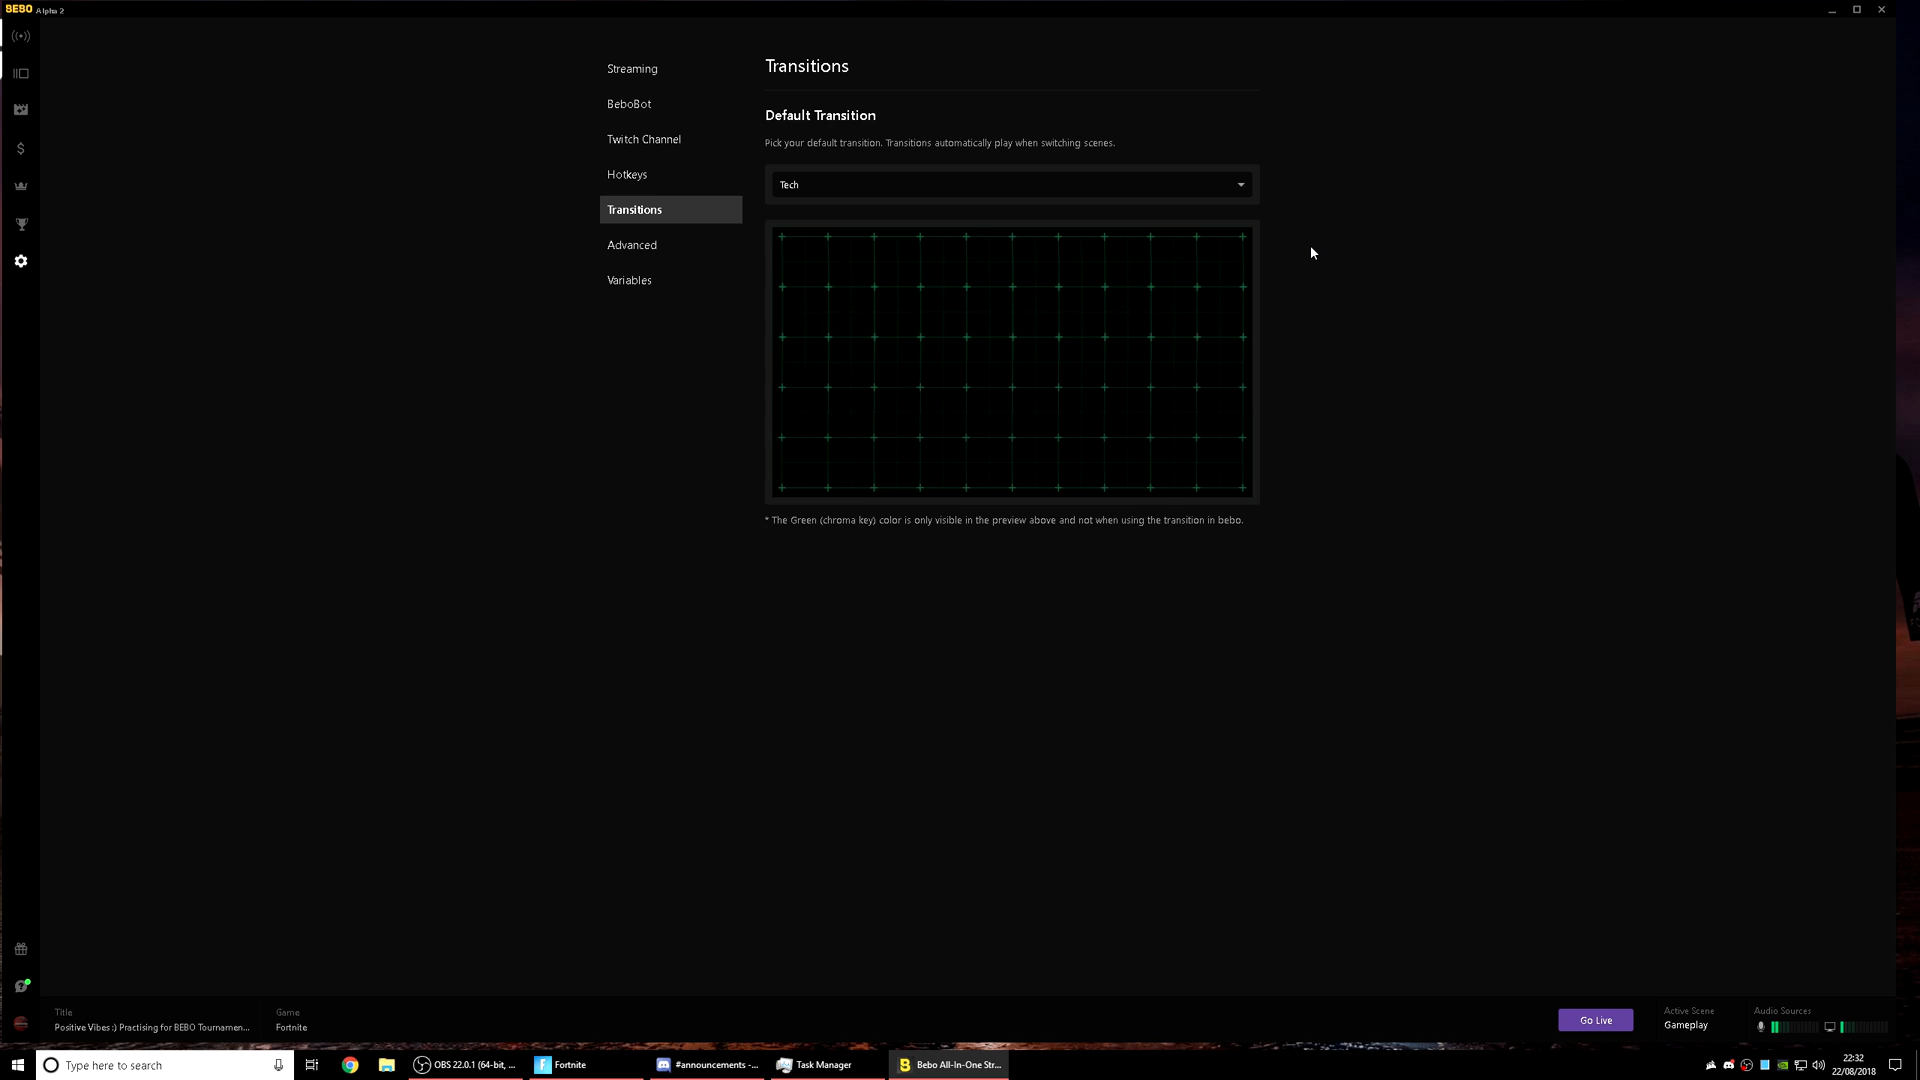 BEBO Alpha 2
Streaming
BeboBot
Twitch Channel
Hotkeys
Transitions
Advanced
Variables
Transitions
Default Transition
Pick your default transition. Transitions automatically play when switching scenes.
Tech
* The Green (chroma key) color is only visible in the preview above and not when using the transition in bebo.
Title
Positive Vibes :) Practising for BEBO Tournamen...
Game
Fortnite
Go Live
Active Scene
Gameplay
Audio Sources
Type here to search
OBS 22.0.1 (64-bit, ...
Fortnite
#announcements -...
Task Manager
Bebo All-In-One Str...
22:32
22/08/2018